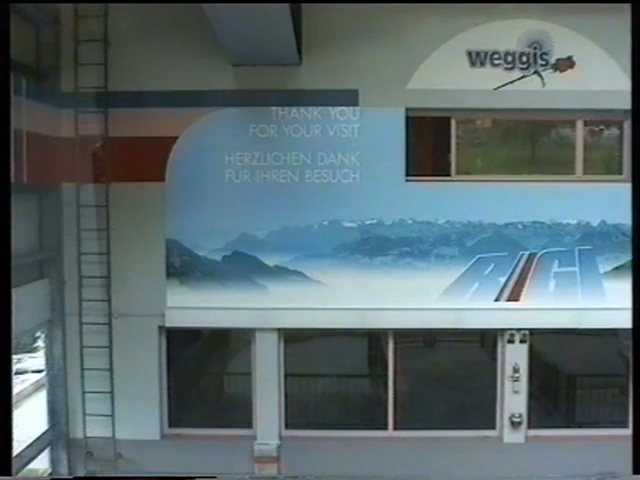 weggis
THANK YOU
FOR YOUR VISIT
HERZLICHEN DANK
FÜR IHREN BESUCH
RIGI